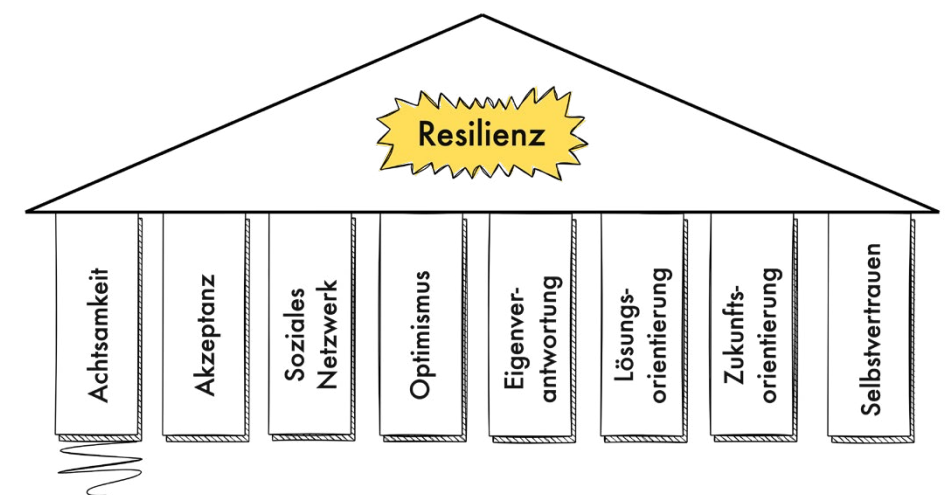 Resilienz
Achtsamkeit
Akzeptanz
Soziales
Netzwerk
Optimismus
Eigenver-
antwortung
Lösungs-
orientierung
Zukunfts-
orientierung
Selbstvertrauen